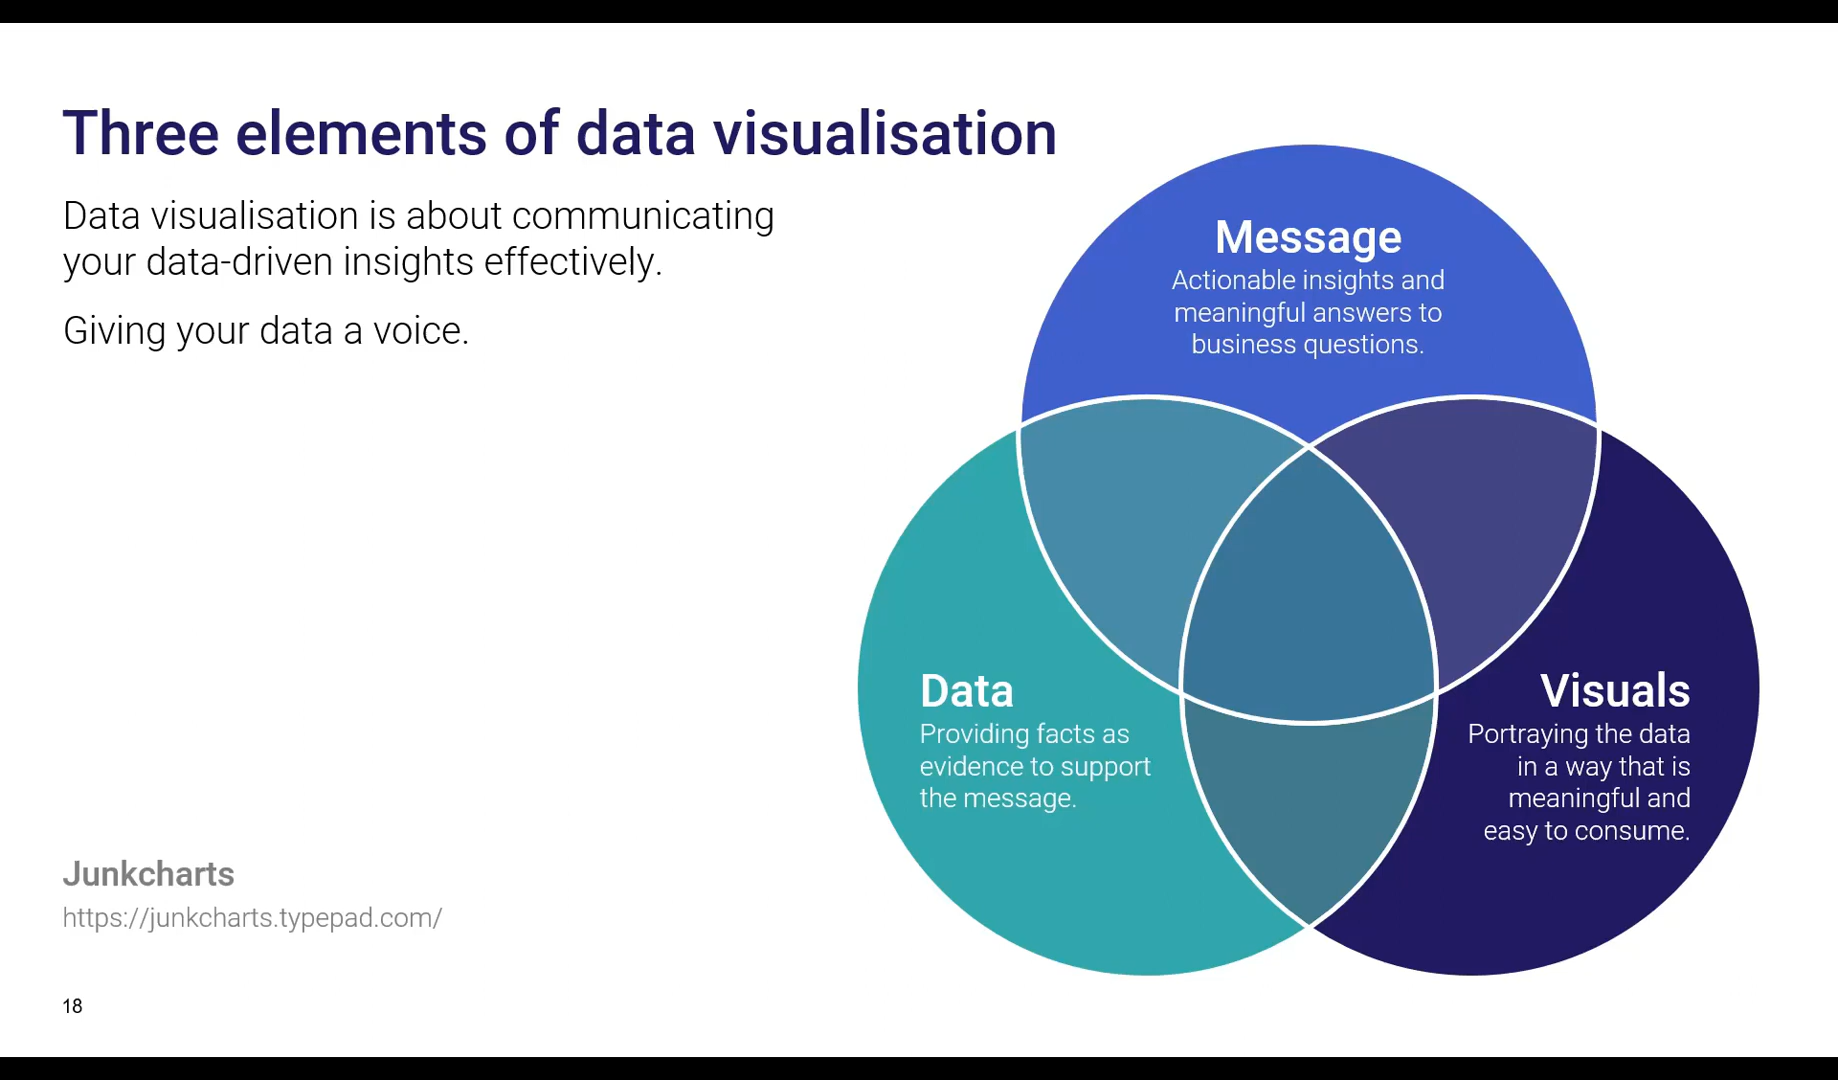 Three elements of data visualisation
Data visualisation is about communicating
your data-driven insights effectively.
Giving your data a voice.
Message
Actionable insights and
meaningful answers to
business questions.
Data
Providing facts as
evidence to support
the message.
Visuals
Portraying the data
in a way that is
meaningful and
easy to consume.
Junkcharts
https://junkcharts.typepad.com/
18